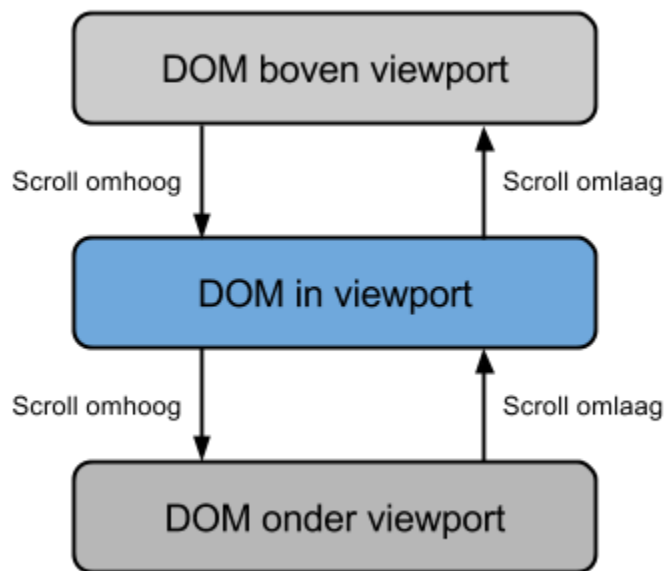 DOM boven viewport
Scroll omhoog
Scroll omlaag
DOM in viewport
Scroll omhoog
Scroll omlaag
DOM onder viewport